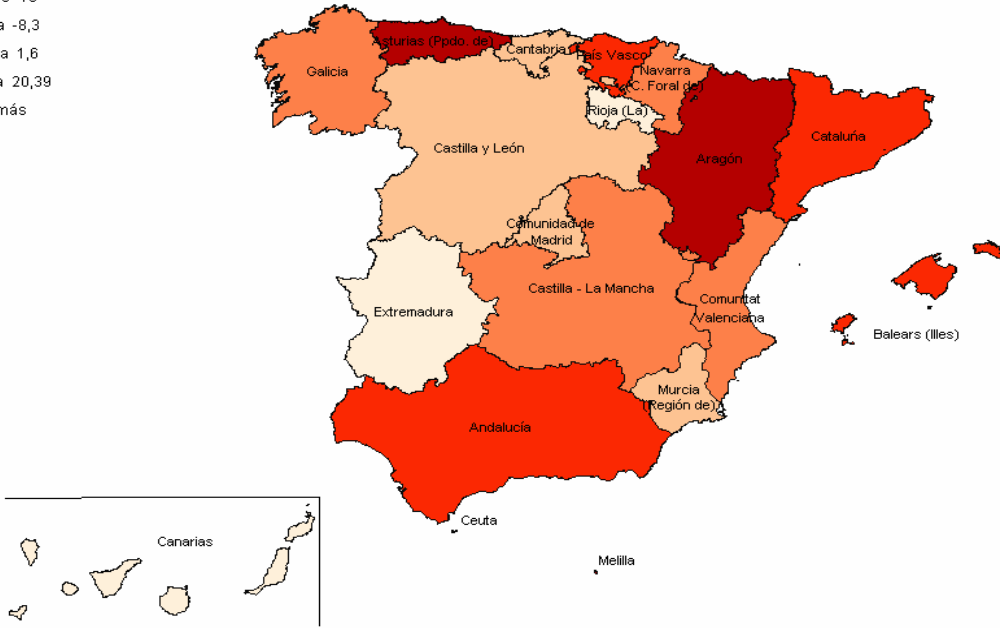 a -8,3
a 1,6
a 20,39
más
Asturias (Ppdo. de)
Cantabria
País Vasco
Galicia
Navarra
(C. Foral de)
Rioja (La)
Cataluña
Castilla y León
Aragón
Comunidad de
Madrid
Castilla - La Mancha
Comunitat
Valenciana
Extremadura
Balears (Illes)
Murcia
(Región de)
Andalucía
Ceuta
Canarias
Melilla